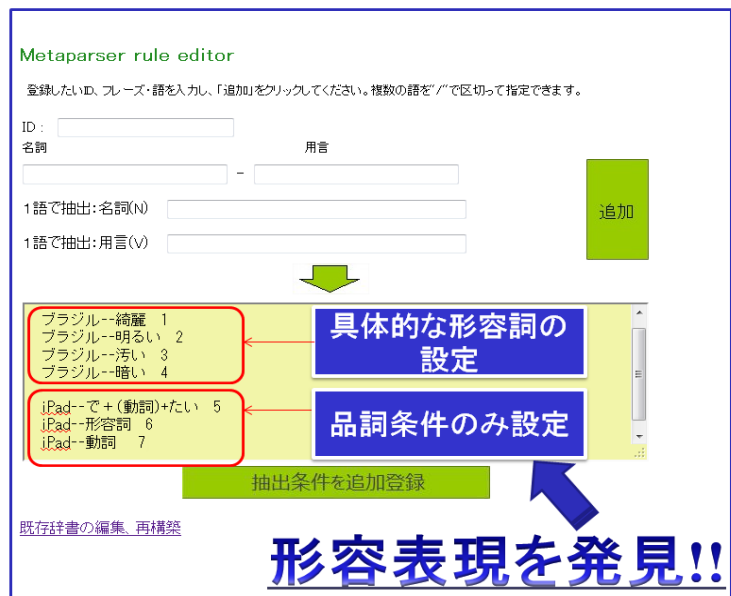 Metaparser rule editor
登録したいID、フレーズ・語を入力し、「追加」をクリックしてください。複数の語を"/"で区切って指定できます。
ID :
名詞 用言
-
1語で抽出:名詞(N)
1語で抽出:用言(V)
追加
ブラジル--綺麗 1
ブラジル--明るい 2
ブラジル--汚い 3
ブラジル--暗い 4
具体的な形容詞の
設定
iPad--で+(動詞)+たい 5
iPad--形容詞 6
iPad--動詞 7
品詞条件のみ設定
抽出条件を追加登録
既存辞書の編集、再構築
形容表現を発見!!